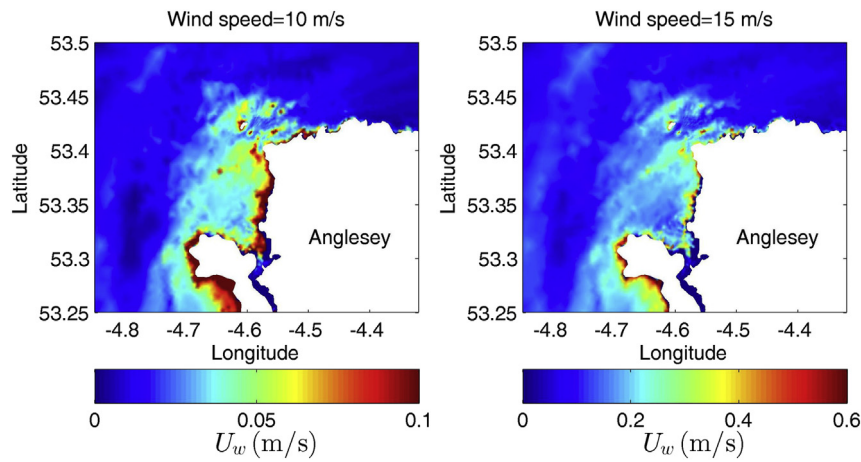 Wind speed=10 m/s
53.5
53.45
53.4
53.35
53.3
53.25
Latitude
Anglesey
-4.8 -4.7 -4.6 -4.5 -4.4
Longitude
0 0.05 0.1
U_w (m/s)
Wind speed=15 m/s
53.5
53.45
53.4
53.35
53.3
53.25
Latitude
Anglesey
-4.8 -4.7 -4.6 -4.5 -4.4
Longitude
0 0.2 0.4 0.6
U_w (m/s)